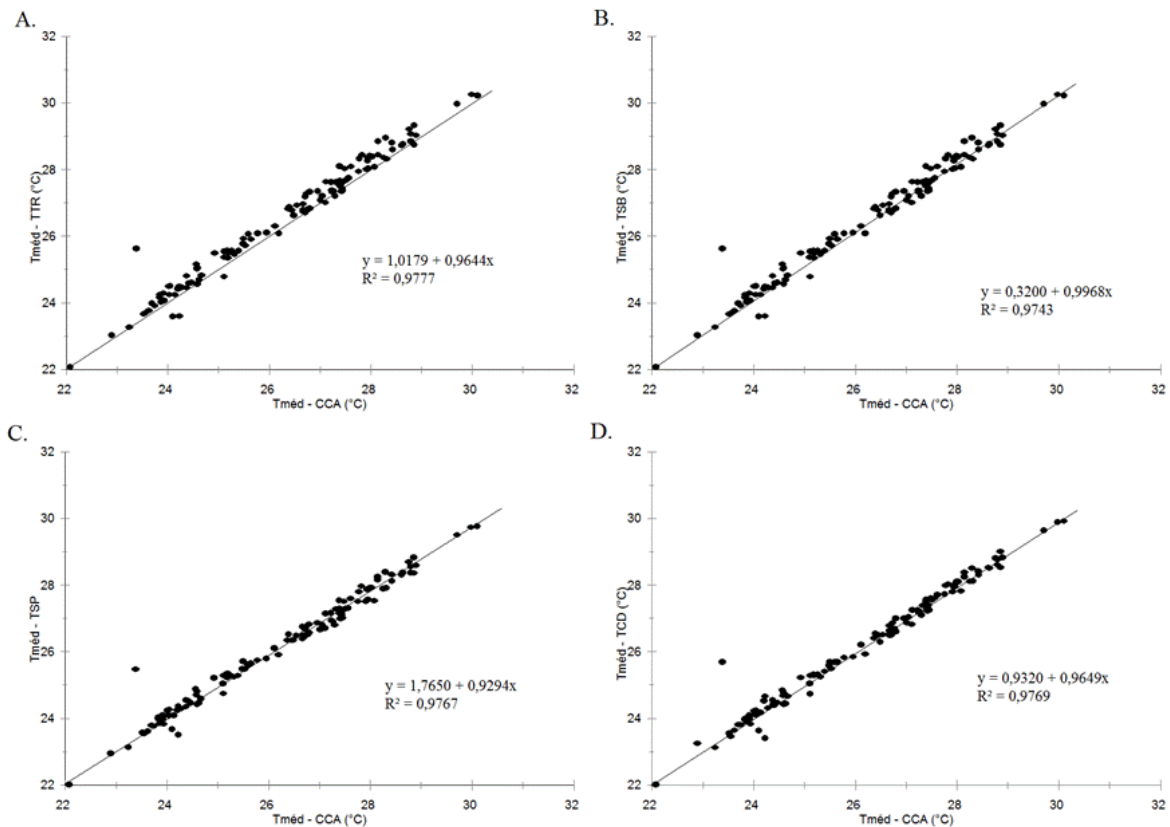 A.
32
30
28
26
24
22
Tméd - TTR (°C)
y = 1,0179 + 0,9644x
R² = 0,9777
22 24 26 28 30 32
Tméd - CCA (°C)
B.
32
30
28
26
24
22
Tméd - TSB (°C)
y = 0,3200 + 0,9968x
R² = 0,9743
22 24 26 28 30 32
Tméd - CCA (°C)
C.
32
30
28
26
24
22
Tméd - TSP
y = 1,7650 + 0,9294x
R² = 0,9767
22 24 26 28 30 32
Tméd - CCA (°C)
D.
32
30
28
26
24
22
Tméd - TCD (°C)
y = 0,9320 + 0,9649x
R² = 0,9769
22 24 26 28 30 32
Tméd - CCA (°C)